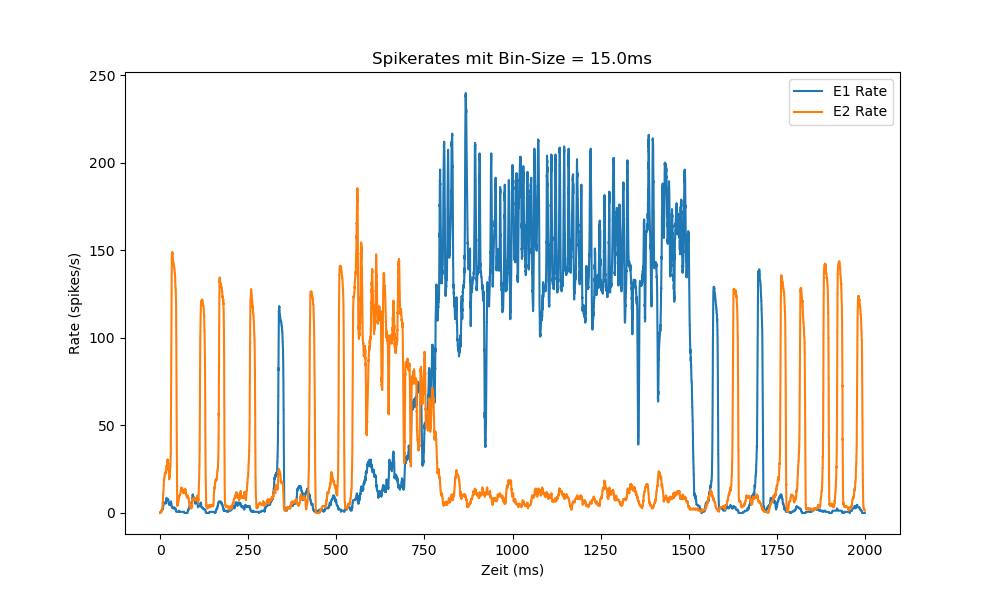 Spikerates mit Bin-Size = 15.0ms
250
200
150
100
50
0
Rate (spikes/s)
E1 Rate
E2 Rate
0 250 500 750 1000 1250 1500 1750 2000
Zeit (ms)